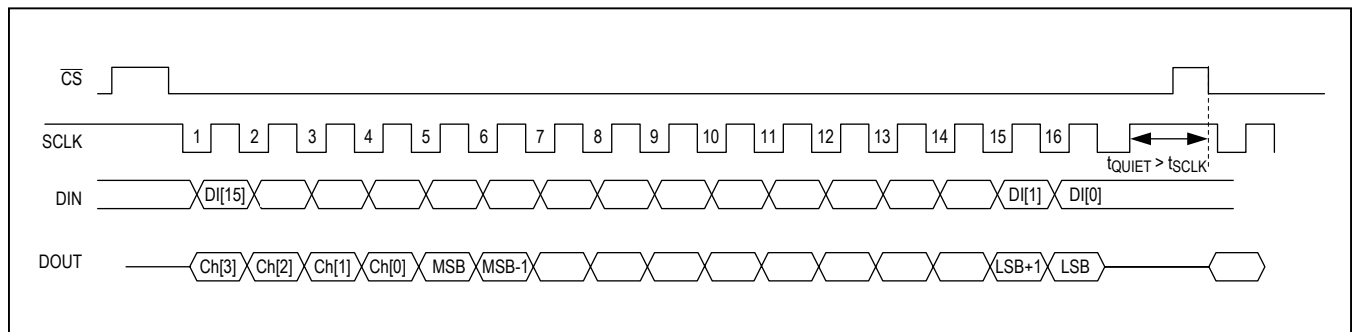 CS
SCLK 1 2 3 4 5 6 7 8 9 10 11 12 13 14 15 16
tQUIET > tSCLK
DIN DI[15] DI[1] DI[0]
DOUT Ch[3] Ch[2] Ch[1] Ch[0] MSB MSB-1 LSB+1 LSB